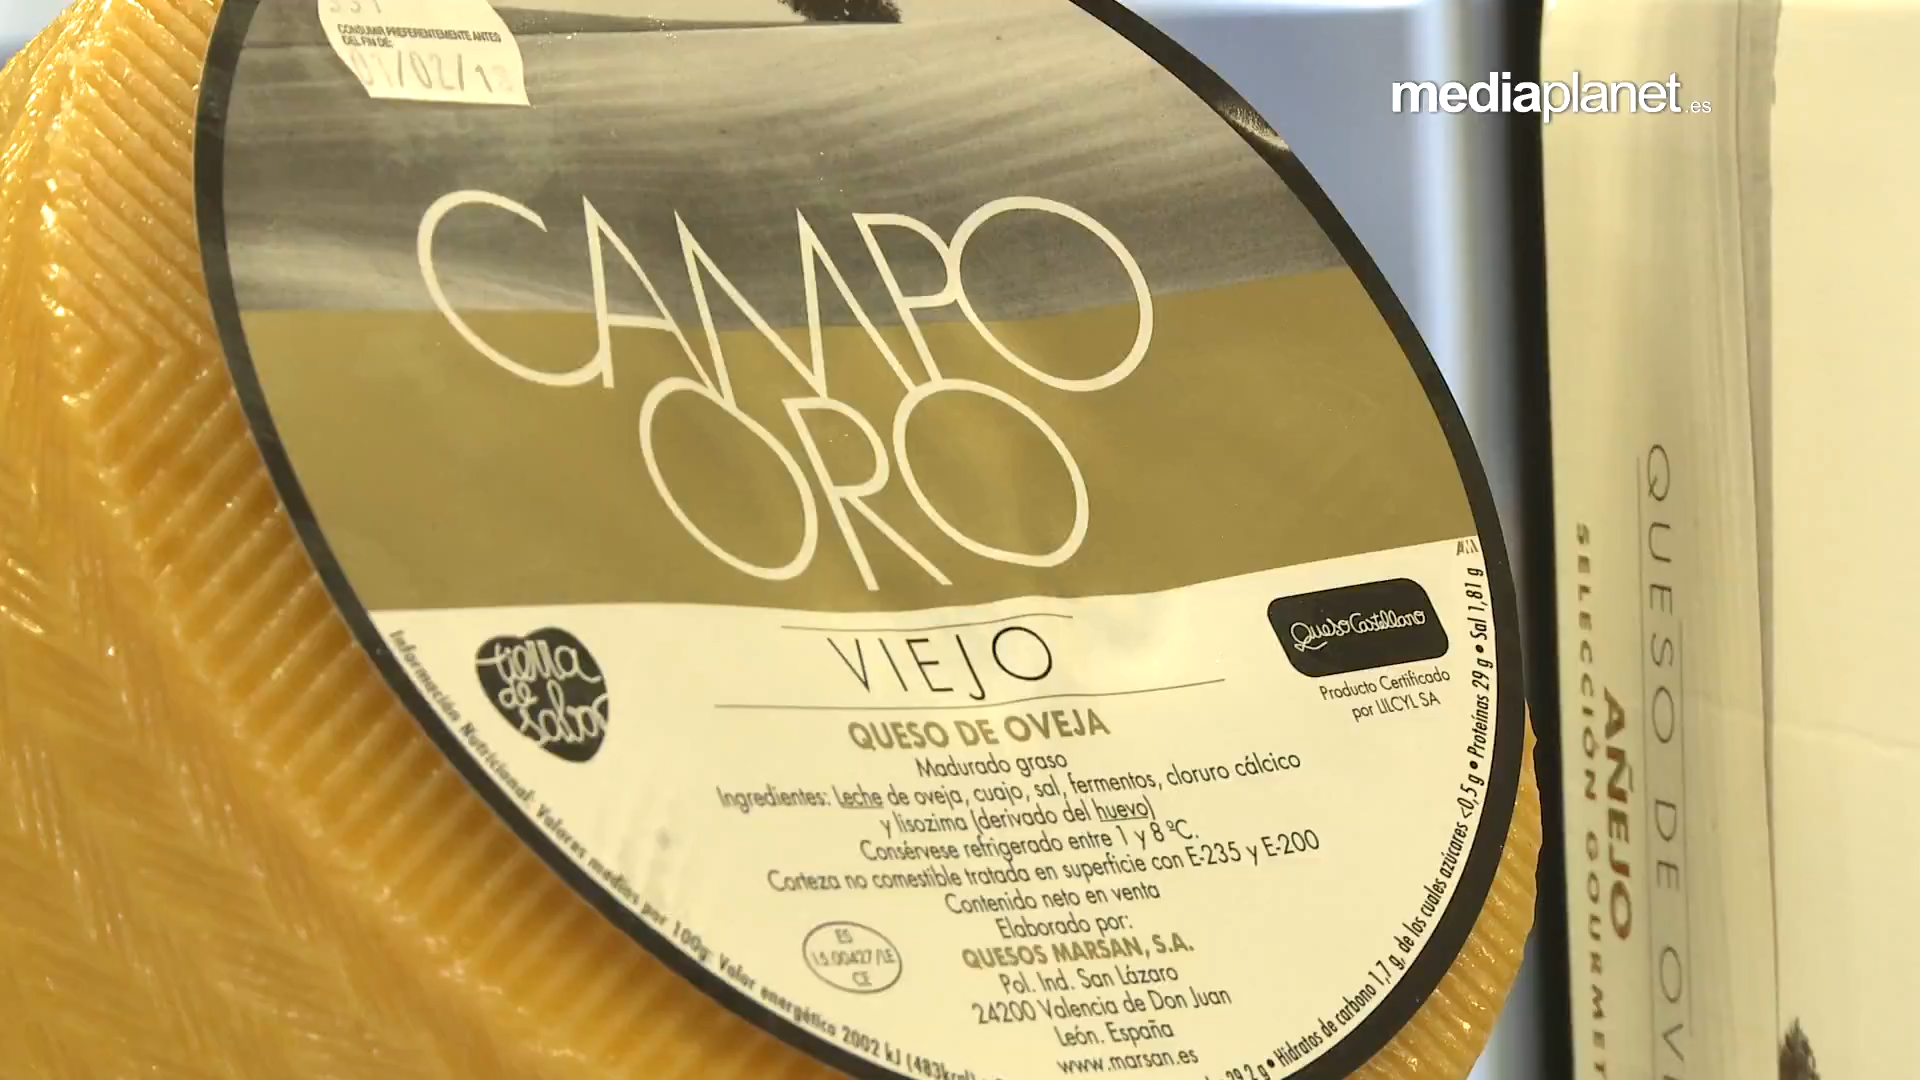 CONSUMIR PREFERENTEMENTE ANTES
DEL FIN DE:
01/02/18
mediaplanet.es
CAMPO
ORO
VIEJO
QUESO DE OVEJA
Madurado graso
Ingredientes: Leche de oveja, cuajo, sal, fermentos, cloruro cálcico
y lisozima (derivado del huevo)
Consérvese refrigerado entre 1 y 8 ºC.
Corteza no comestible tratada en superficie con E-235 y E-200
Contenido neto en venta
Elaborado por:
QUESOS MARSAN, S.A.
Pol. Ind. San Lázaro
24200 Valencia de Don Juan
León. España
www.marsan.es
tierra
de
sabor
Queso Castellano
Producto Certificado
por LILCYL SA
ES
15.00427/LE
CE
Información Nutricional: Valores medios por 100g: Valor energético 2002 kJ (483kcal)
Hidratos de carbono 1,7 g, de los cuales azúcares <0,5 g • Proteínas 29 g • Sal 1,81 g
QUESO DE OV
AÑEJO
SELECCIÓN GOURMET